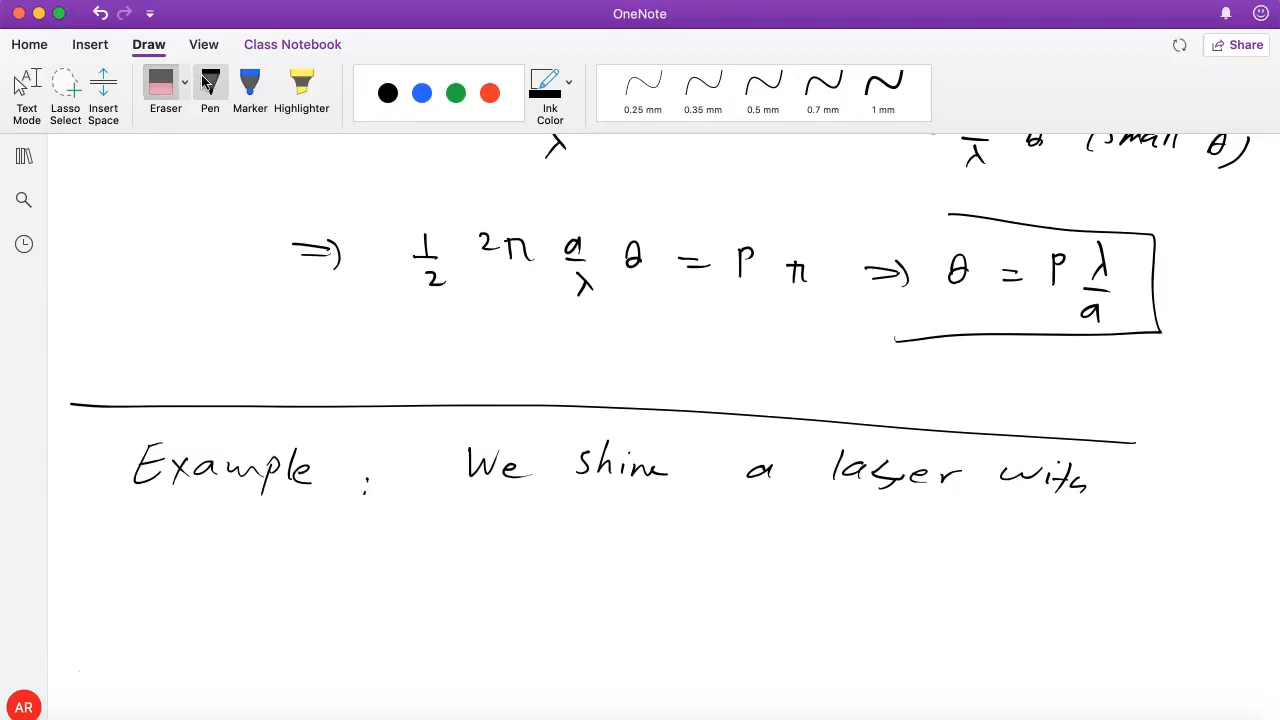 OneNote
Home Insert Draw View Class Notebook Share
Text Mode Lasso Select Insert Space Eraser Pen Marker Highlighter Ink Color 0.25 mm 0.35 mm 0.5 mm 0.7 mm 1 mm
λ λ θ (small θ)
⇒ 1/2 2π a/λ θ = p π ⇒ θ = p λ/a
Example : We shine a laser with
AR